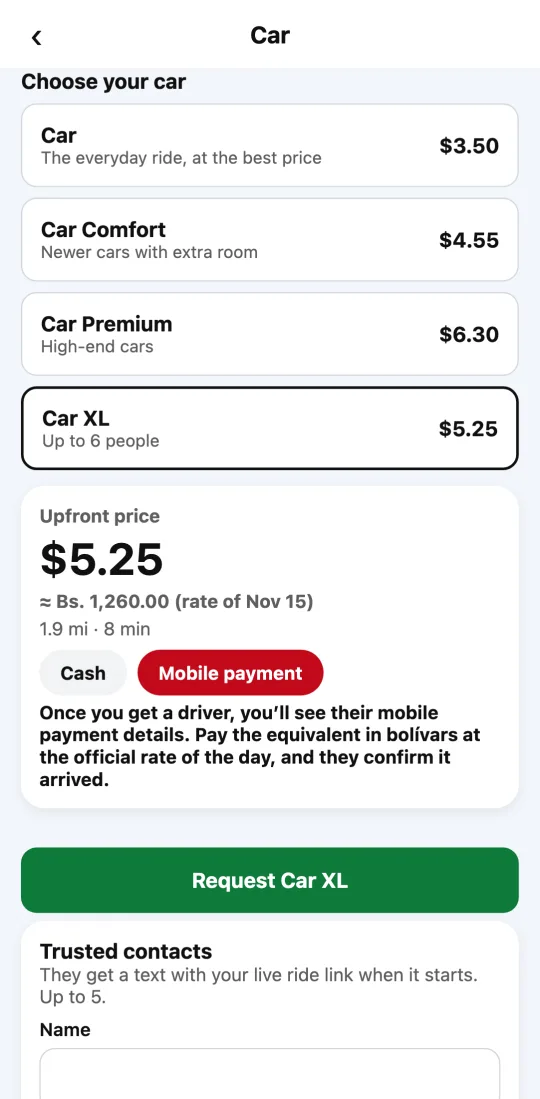 Car
Choose your car
Car
The everyday ride, at the best price
$3.50
Car Comfort
Newer cars with extra room
$4.55
Car Premium
High-end cars
$6.30
Car XL
Up to 6 people
$5.25
Upfront price
$5.25
≈ Bs. 1,260.00 (rate of Nov 15)
1.9 mi · 8 min
Cash
Mobile payment
Once you get a driver, you’ll see their mobile
payment details. Pay the equivalent in bolívars at
the official rate of the day, and they confirm it
arrived.
Request Car XL
Trusted contacts
They get a text with your live ride link when it starts.
Up to 5.
Name